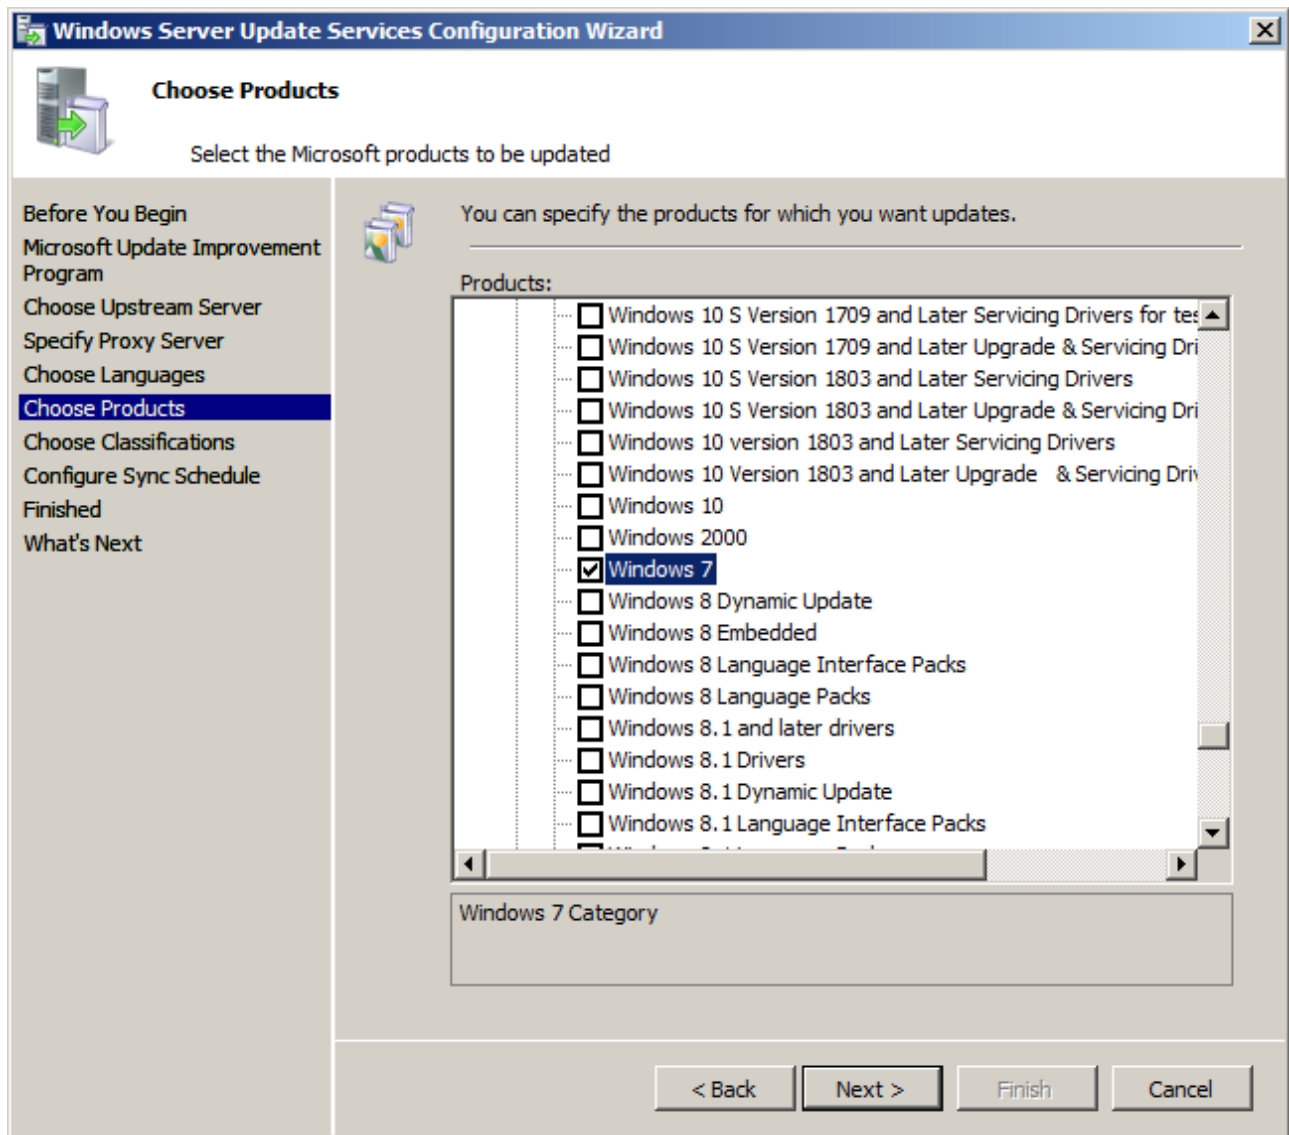 Windows Server Update Services Configuration Wizard
Choose Products
Select the Microsoft products to be updated
Before You Begin
Microsoft Update Improvement
Program
Choose Upstream Server
Specify Proxy Server
Choose Languages
Choose Products
Choose Classifications
Configure Sync Schedule
Finished
What's Next
You can specify the products for which you want updates.
Products:
Windows 10 S Version 1709 and Later Servicing Drivers for tes
Windows 10 S Version 1709 and Later Upgrade & Servicing Dri
Windows 10 S Version 1803 and Later Servicing Drivers
Windows 10 S Version 1803 and Later Upgrade & Servicing Dri
Windows 10 version 1803 and Later Servicing Drivers
Windows 10 Version 1803 and Later Upgrade   & Servicing Driv
Windows 10
Windows 2000
Windows 7
Windows 8 Dynamic Update
Windows 8 Embedded
Windows 8 Language Interface Packs
Windows 8 Language Packs
Windows 8.1 and later drivers
Windows 8.1 Drivers
Windows 8.1 Dynamic Update
Windows 8.1 Language Interface Packs
Windows 7 Category
< Back
Next >
Finish
Cancel